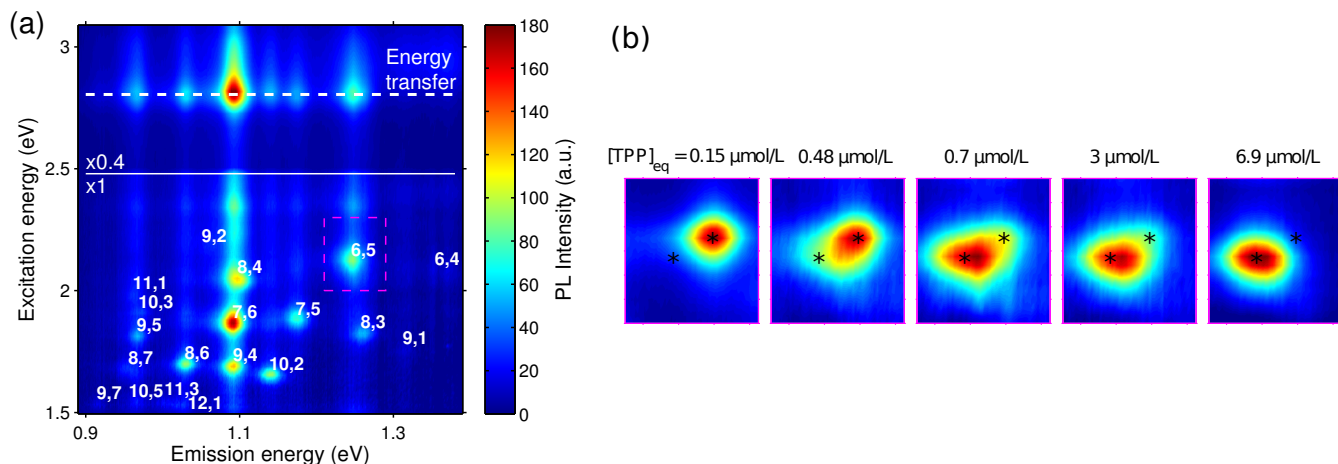 (a)
3
2.5
2
1.5
Excitation energy (eV)
Energy
transfer
x0.4
x1
9,2
6,5
6,4
8,4
11,1
10,3
7,6
7,5
9,5
8,3
9,1
8,7
8,6
9,4
10,2
9,7
10,5
11,3
12,1
0.9
1.1
1.3
Emission energy (eV)
180
160
140
120
100
80
60
40
20
0
PL Intensity (a.u.)
(b)
[TPP]eq = 0.15 µmol/L
0.48 µmol/L
0.7 µmol/L
3 µmol/L
6.9 µmol/L
* * * * * * * * * *